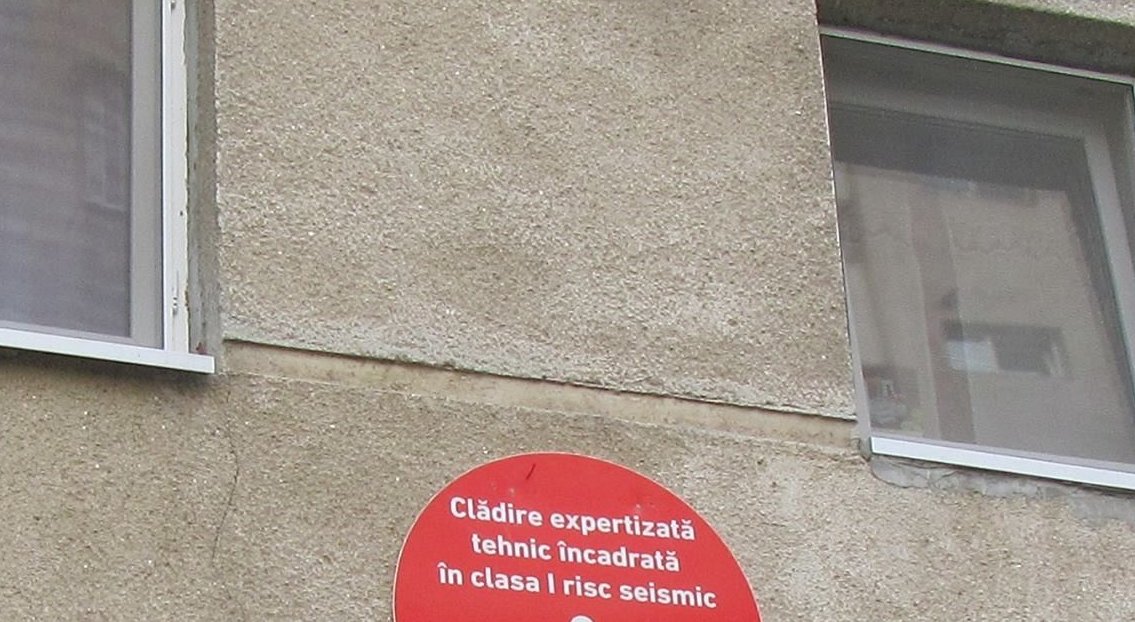 Clădire expertizată
tehnic încadrată
în clasa I risc seismic